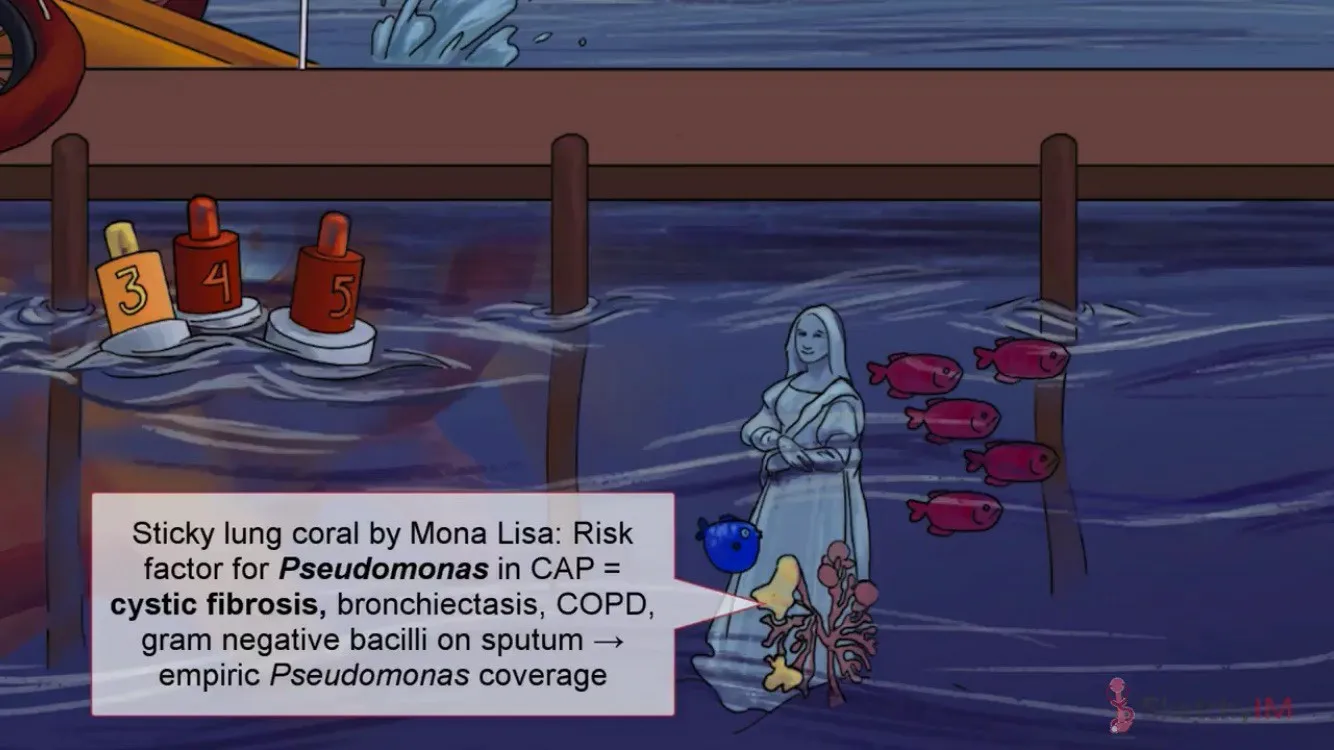 3
4
5
Sticky lung coral by Mona Lisa: Risk
factor for Pseudomonas in CAP =
cystic fibrosis, bronchiectasis, COPD,
gram negative bacilli on sputum →
empiric Pseudomonas coverage
SketchyIM